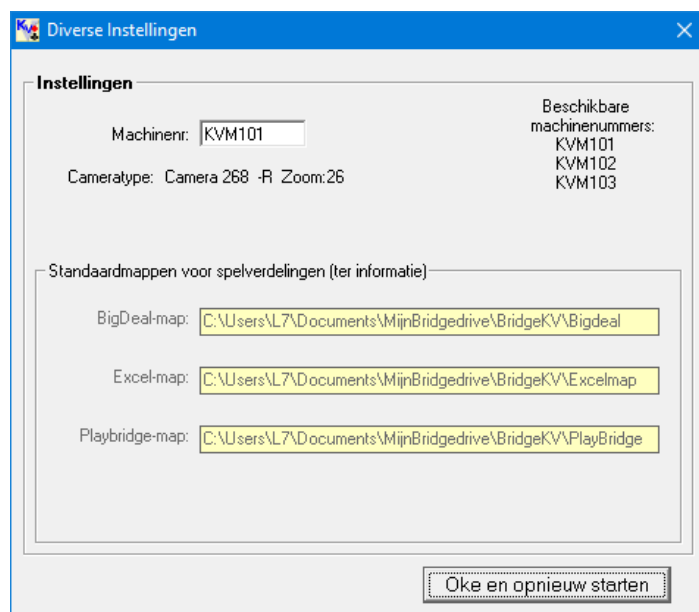 Diverse Instellingen
Instellingen
Machinenr: KVM101
Cameratype: Camera 268 -R Zoom:26
Beschikbare
machinenummers:
KVM101
KVM102
KVM103
Standaardmappen voor spelverdelingen (ter informatie)
BigDeal-map: C:\Users\L7\Documents\MijnBridgedrive\BridgeKV\Bigdeal
Excel-map: C:\Users\L7\Documents\MijnBridgedrive\BridgeKV\Excelmap
Playbridge-map: C:\Users\L7\Documents\MijnBridgedrive\BridgeKV\PlayBridge
Oke en opnieuw starten